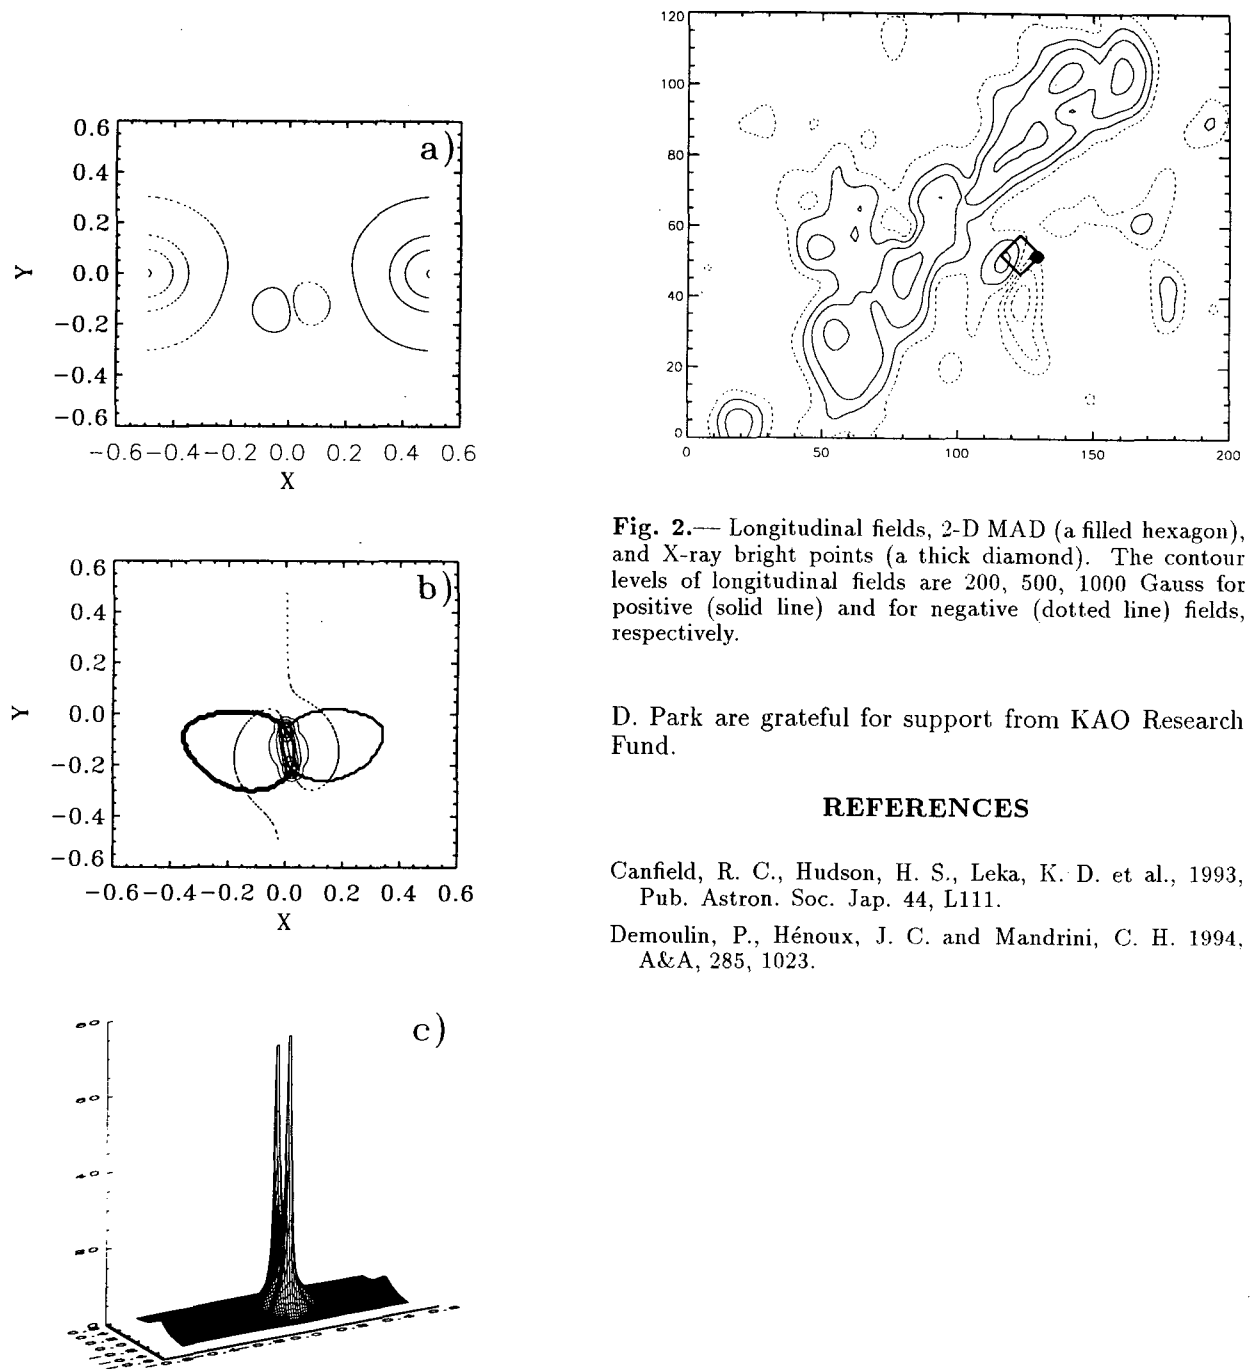 a)
0.6
0.4
0.2
0.0
−0.2
−0.4
−0.6
Y
−0.6−0.4−0.2 0.0 0.2 0.4 0.6
X
b)
0.6
0.4
0.2
0.0
−0.2
−0.4
−0.6
Y
−0.6−0.4−0.2 0.0 0.2 0.4 0.6
X
c)
80
60
40
20
0
120
100
80
60
40
20
0
0 50 100 150 200
Fig. 2.— Longitudinal fields, 2-D MAD (a filled hexagon),
and X-ray bright points (a thick diamond). The contour
levels of longitudinal fields are 200, 500, 1000 Gauss for
positive (solid line) and for negative (dotted line) fields,
respectively.
D. Park are grateful for support from KAO Research
Fund.
REFERENCES
Canfield, R. C., Hudson, H. S., Leka, K. D. et al., 1993,
Pub. Astron. Soc. Jap. 44, L111.
Demoulin, P., Hénoux, J. C. and Mandrini, C. H. 1994,
A&A, 285, 1023.